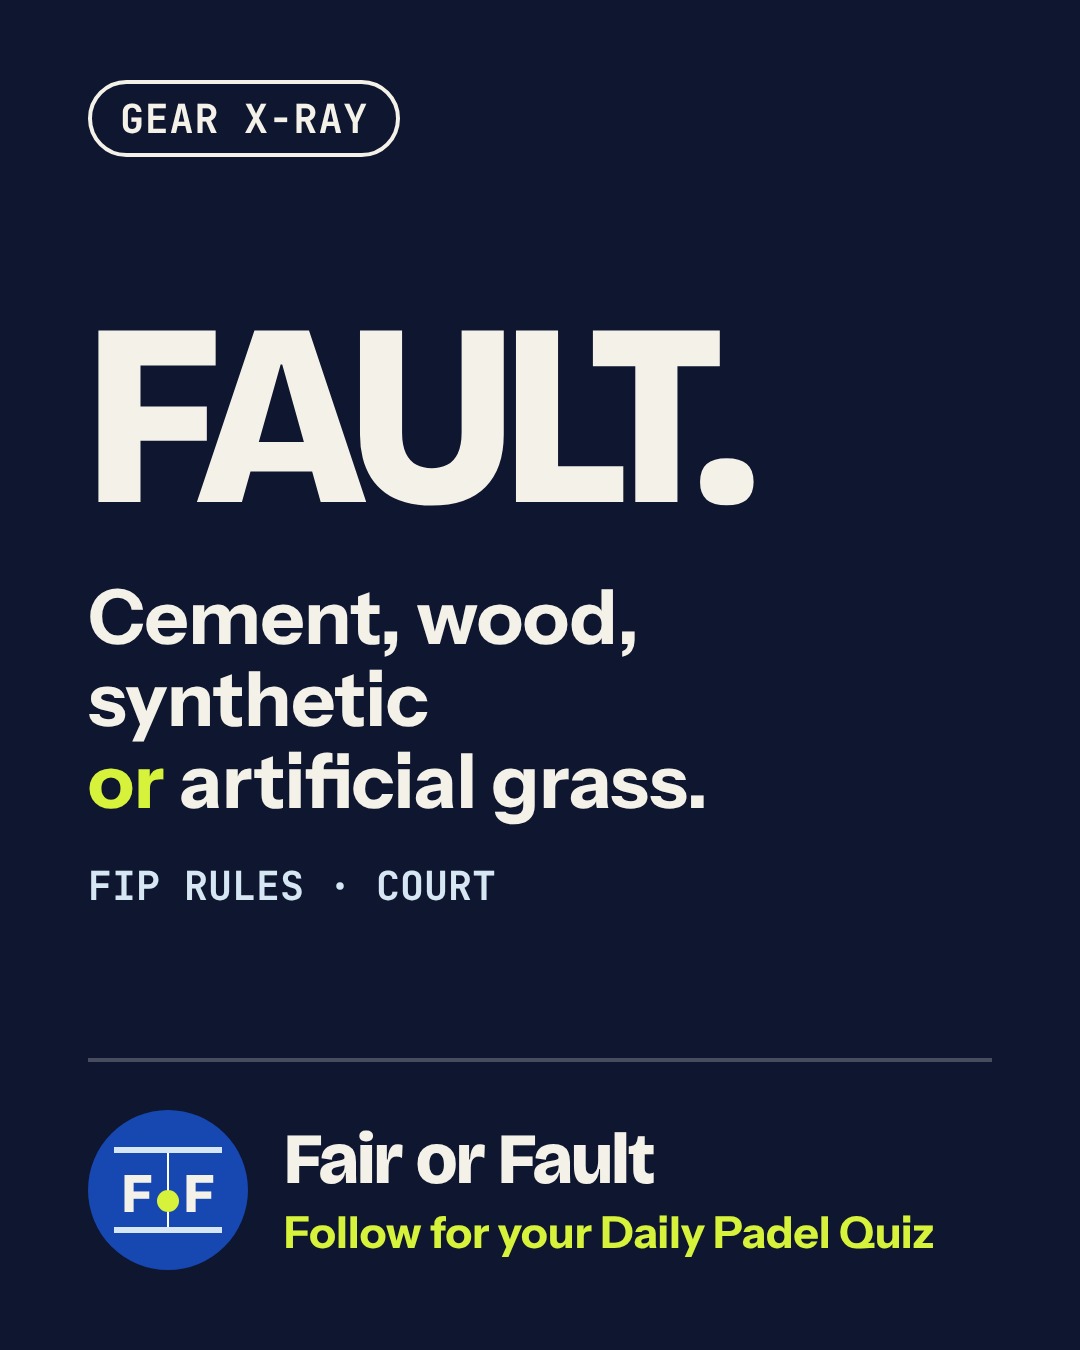 GEAR X-RAY
FAULT.
Cement, wood,
synthetic
or artificial grass.
FIP RULES · COURT
F F
Fair or Fault
Follow for your Daily Padel Quiz